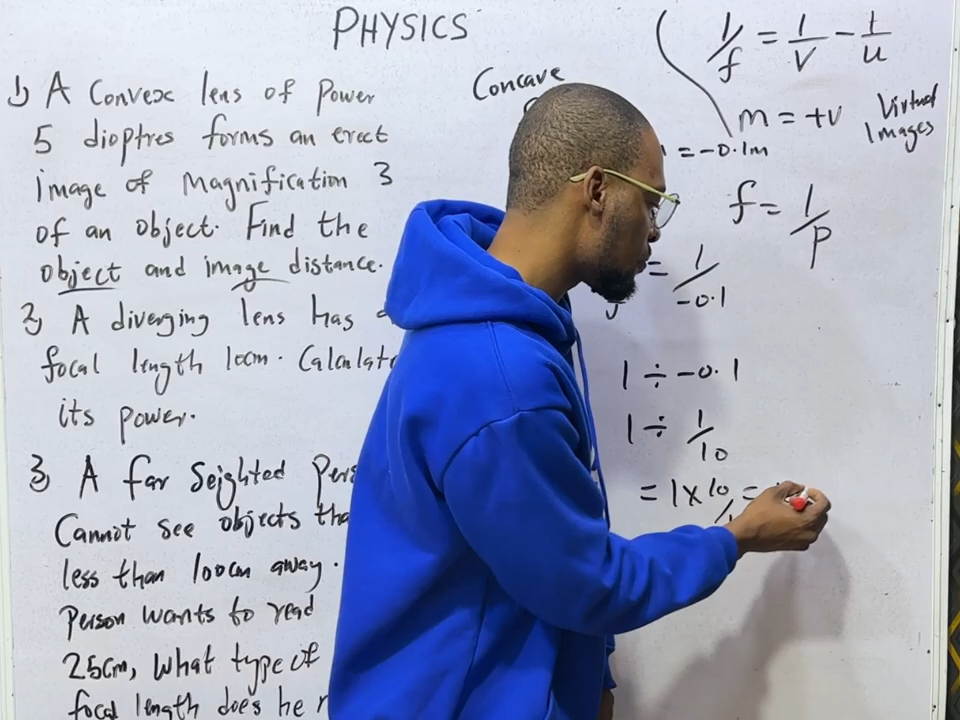 PHYSICS
1) A Convex lens of Power
5 dioptres forms an erect
image of Magnification 3
of an object. Find the
object and image distance.
2) A diverging lens has
focal length 10cm. Calculate
its power.
3) A far Seighted
Cannot see objects
less than 100cm away.
Person wants to read
25cm, What type of
focal length does he
Concave
1/f = 1/v - 1/u
m = +v
Virtual
Images
= -0.1m
f = 1/p
= 1/-0.1
1 ÷ -0.1
1 ÷ 1/10
= 1 x 10/ =